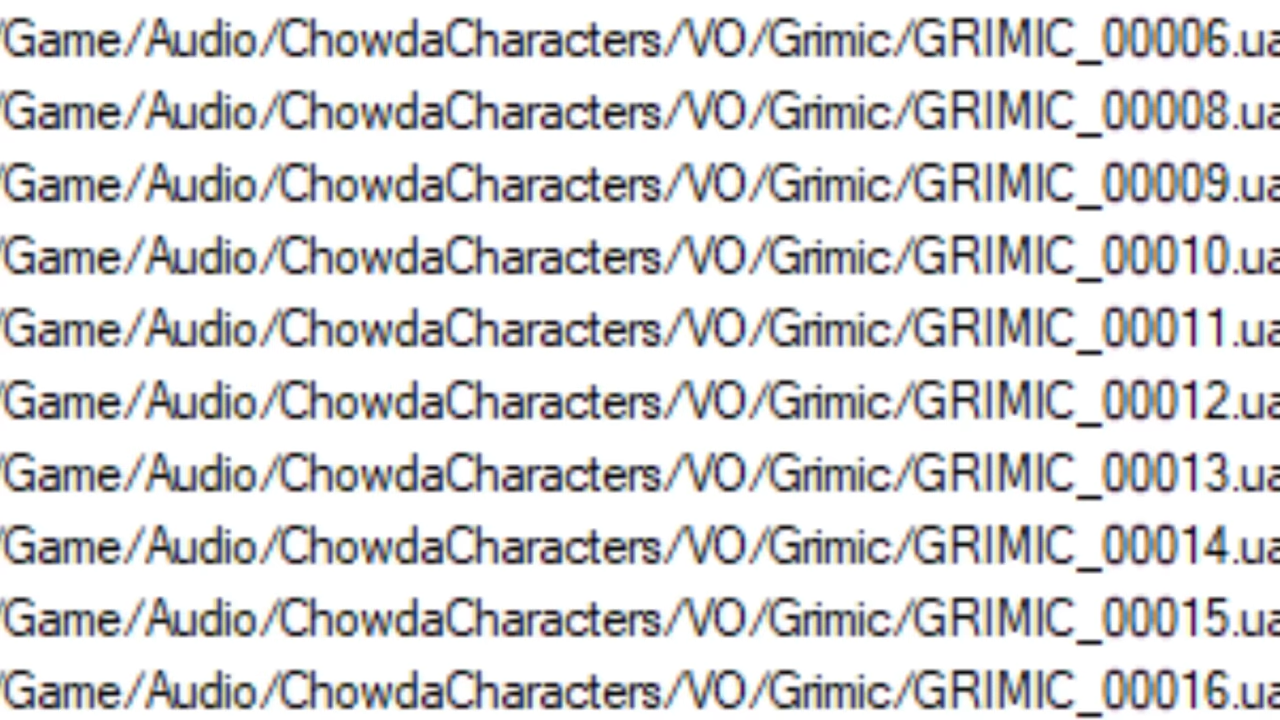 /Game/Audio/ChowdaCharacters/VO/Grimic/GRIMIC_00006.ua
/Game/Audio/ChowdaCharacters/VO/Grimic/GRIMIC_00008.ua
/Game/Audio/ChowdaCharacters/VO/Grimic/GRIMIC_00009.ua
/Game/Audio/ChowdaCharacters/VO/Grimic/GRIMIC_00010.ua
/Game/Audio/ChowdaCharacters/VO/Grimic/GRIMIC_00011.ua
/Game/Audio/ChowdaCharacters/VO/Grimic/GRIMIC_00012.ua
/Game/Audio/ChowdaCharacters/VO/Grimic/GRIMIC_00013.ua
/Game/Audio/ChowdaCharacters/VO/Grimic/GRIMIC_00014.ua
/Game/Audio/ChowdaCharacters/VO/Grimic/GRIMIC_00015.ua
/Game/Audio/ChowdaCharacters/VO/Grimic/GRIMIC_00016.ua